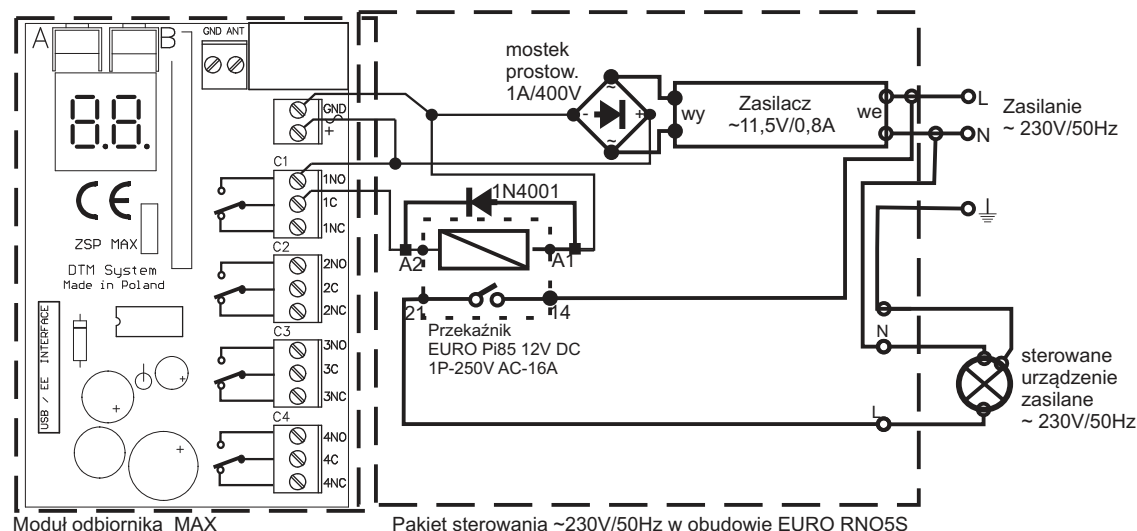 A
B
GND ANT
8.8.
GND
+
C1
1NO
1C
1NC
ZSP MAX
DTM System
Made in Poland
C2
2NO
2C
2NC
USB / EE INTERFACE
C3
3NO
3C
3NC
+
+
+
C4
4NO
4C
4NC
Moduł odbiornika MAX
mostek
prostow.
1A/400V
~
-
+
~
wy
Zasilacz
~11,5V/0,8A
we
L
N
Zasilanie
~ 230V/50Hz
1N4001
A2
A1
21
14
Przekaźnik
EURO Pi85 12V DC
1P-250V AC-16A
N
L
sterowane
urządzenie
zasilane
~ 230V/50Hz
Pakiet sterowania ~230V/50Hz w obudowie EURO RNO5S